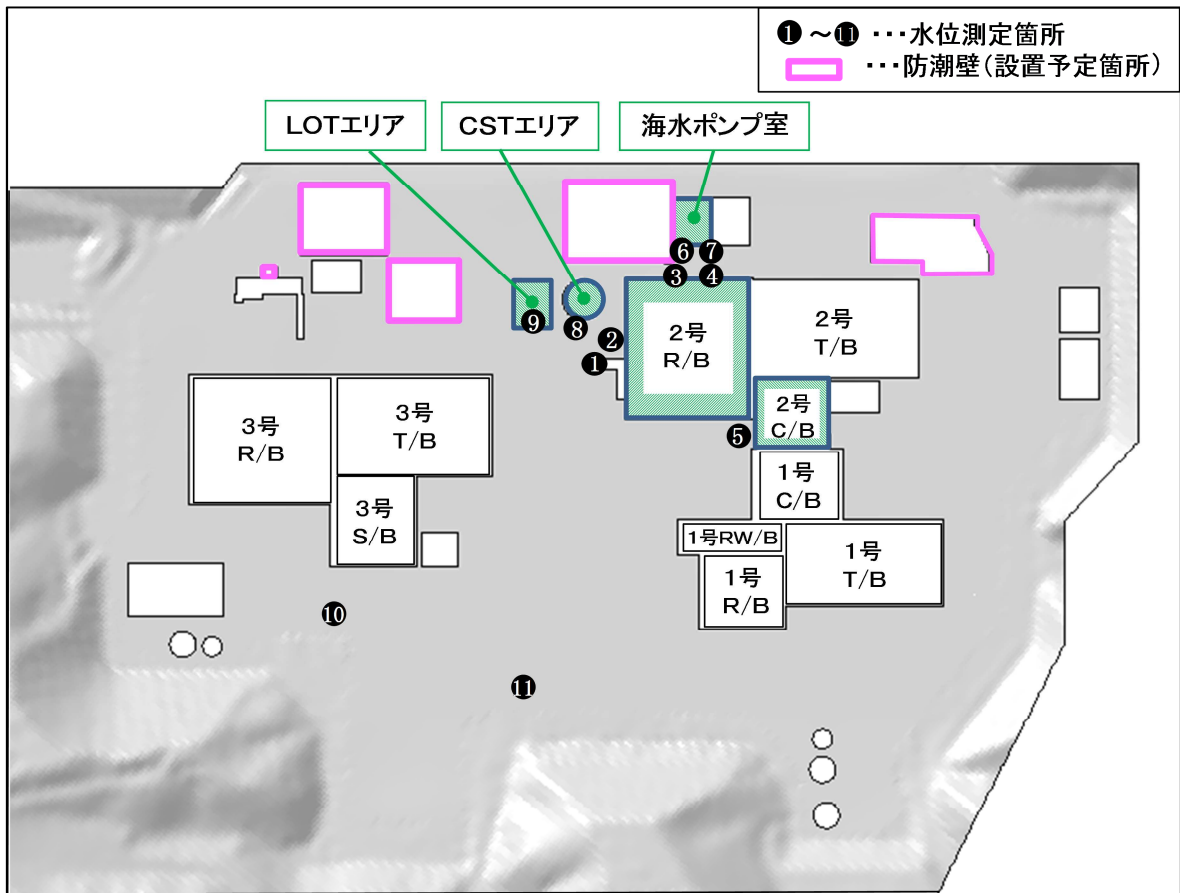 ❶~⓫ ・・・水位測定箇所
・・・防潮壁(設置予定箇所)
LOTエリア
CSTエリア
海水ポンプ室
❻
❼
❸
❹
❾
❽
❷
❶
2号
R/B
2号
T/B
2号
C/B
❺
3号
R/B
3号
T/B
3号
S/B
1号
C/B
1号RW/B
1号
R/B
1号
T/B
❿
⓫